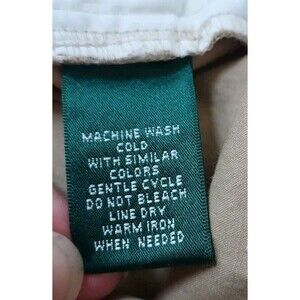 MACHINE WASH
COLD
WITH SIMILAR
COLORS
GENTLE CYCLE
DO NOT BLEACH
LINE DRY
WARM IRON
WHEN NEEDED